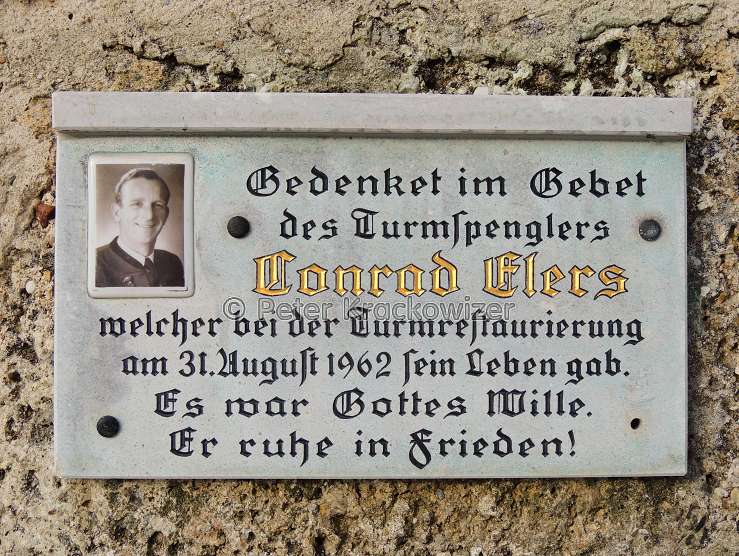 Gedenket im Gebet
des Turmspenglers
Conrad Elers
© Peter Krackowizer
welcher bei der Turmrestaurierung
am 31. August 1962 sein Leben gab.
Es war Gottes Wille.
Er ruhe in Frieden!